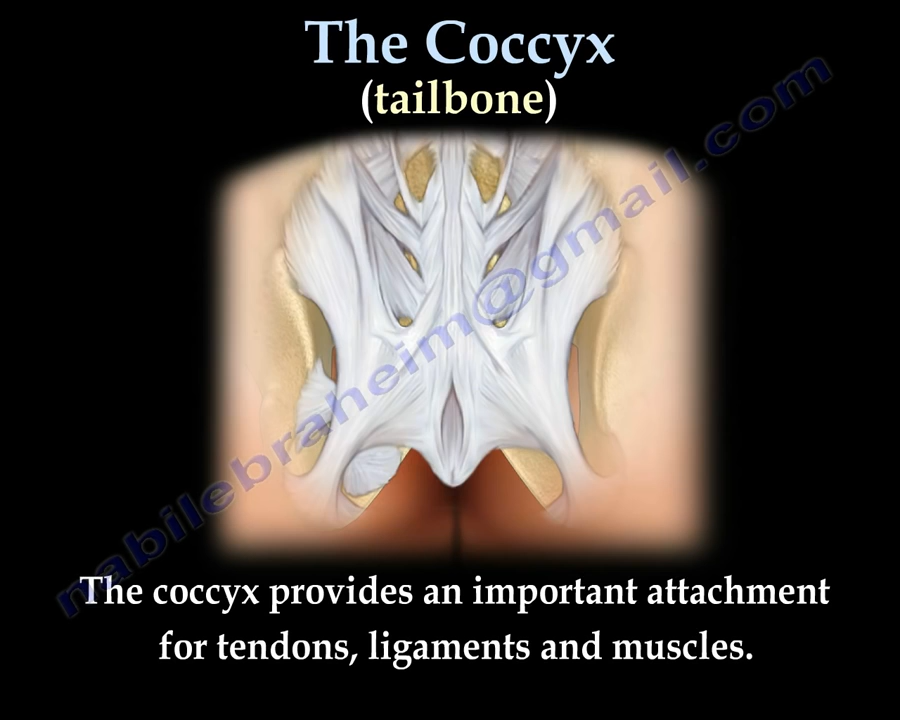 The Coccyx
(tailbone)
nabilebraheim@gmail.com
The coccyx provides an important attachment
for tendons, ligaments and muscles.